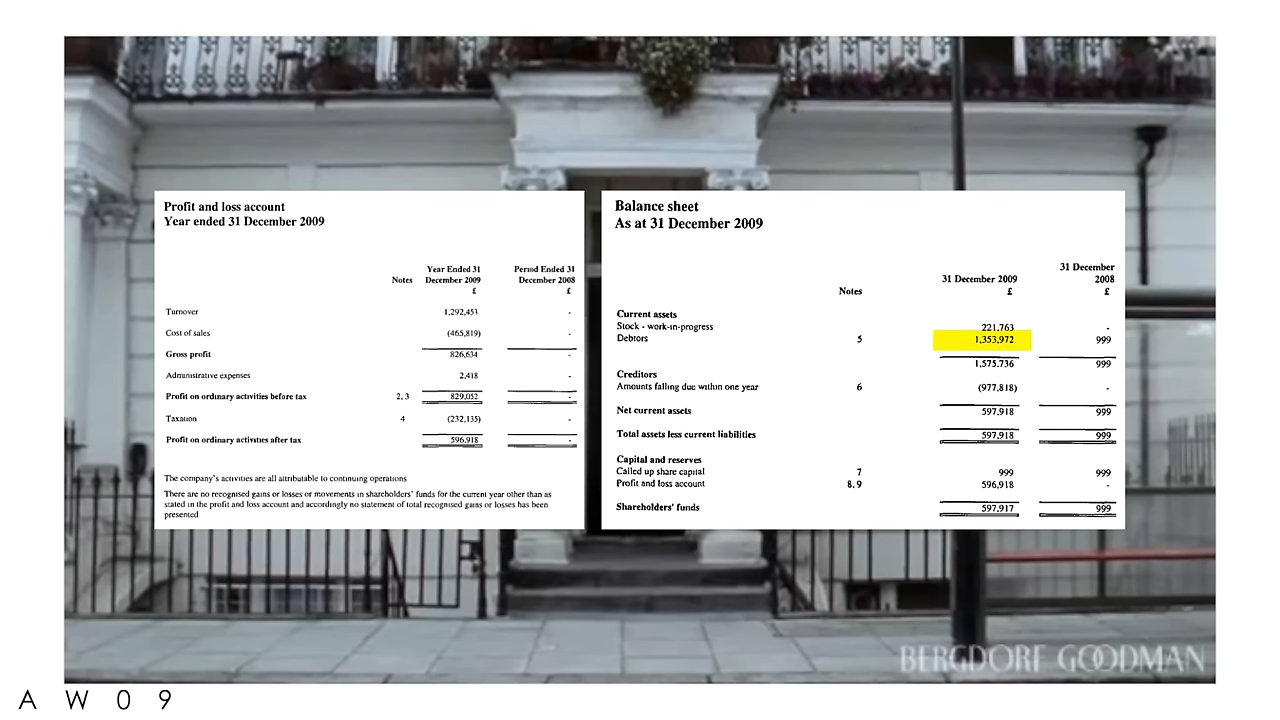 Profit and loss account
Year ended 31 December 2009
Notes Year Ended 31 December 2009 £ Period Ended 31 December 2008 £
Turnover 1,292,453 -
Cost of sales (465,819) -
Gross profit 826,634 -
Administrative expenses 2,418 -
Profit on ordinary activities before tax 2, 3 829,052 -
Taxation 4 (232,135) -
Profit on ordinary activities after tax 596,918 -
The company's activities are all attributable to continuing operations
There are no recognised gains or losses or movements in shareholders' funds for the current year other than as
stated in the profit and loss account and accordingly no statement of total recognised gains or losses has been
presented
Balance sheet
As at 31 December 2009
Notes 31 December 2009 £ 31 December 2008 £
Current assets
Stock - work-in-progress 221,763 -
Debtors 5 1,353,972 999
1,575,736 999
Creditors
Amounts falling due within one year 6 (977,818) -
Net current assets 597,918 999
Total assets less current liabilities 597,918 999
Capital and reserves
Called up share capital 7 999 999
Profit and loss account 8, 9 596,918 -
Shareholders' funds 597,917 999
BERGDORF GOODMAN
A W 0 9